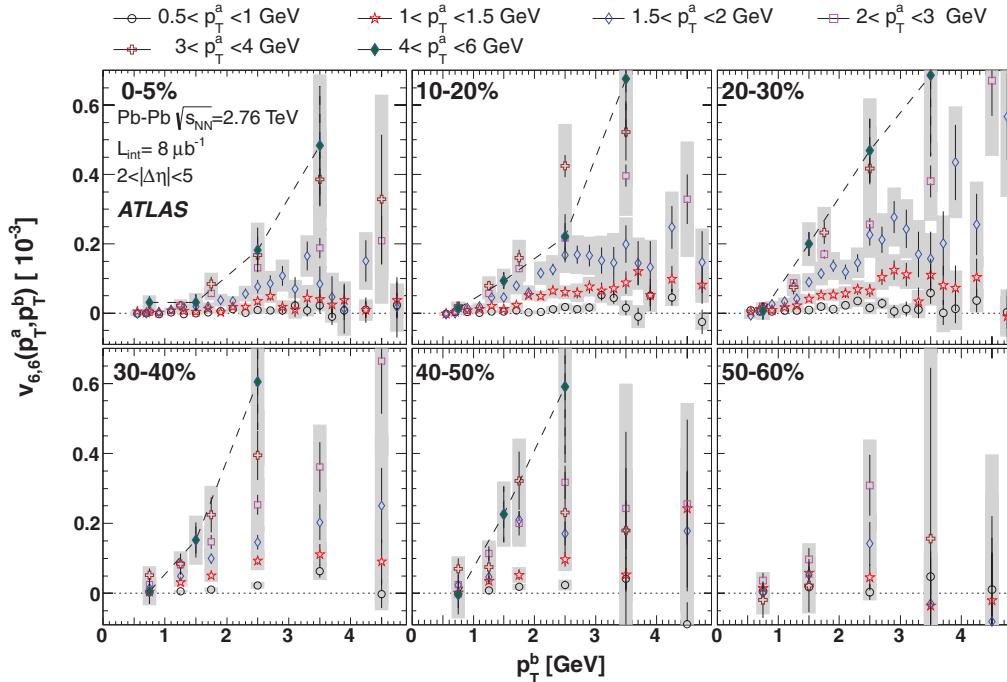 0.5< p_T^a <1 GeV 1< p_T^a <1.5 GeV 1.5< p_T^a <2 GeV 2< p_T^a <3 GeV
3< p_T^a <4 GeV 4< p_T^a <6 GeV
0-5% 10-20% 20-30%
Pb-Pb √s_NN=2.76 TeV
L_int= 8 μb^-1
2<|Δη|<5
ATLAS
0.6
0.4
0.2
0
30-40% 40-50% 50-60%
0.6
0.4
0.2
0
v_6,6(p_T^a,p_T^b) [ 10^-3]
0 1 2 3 4 0 1 2 3 4 0 1 2 3 4
p_T^b [GeV]